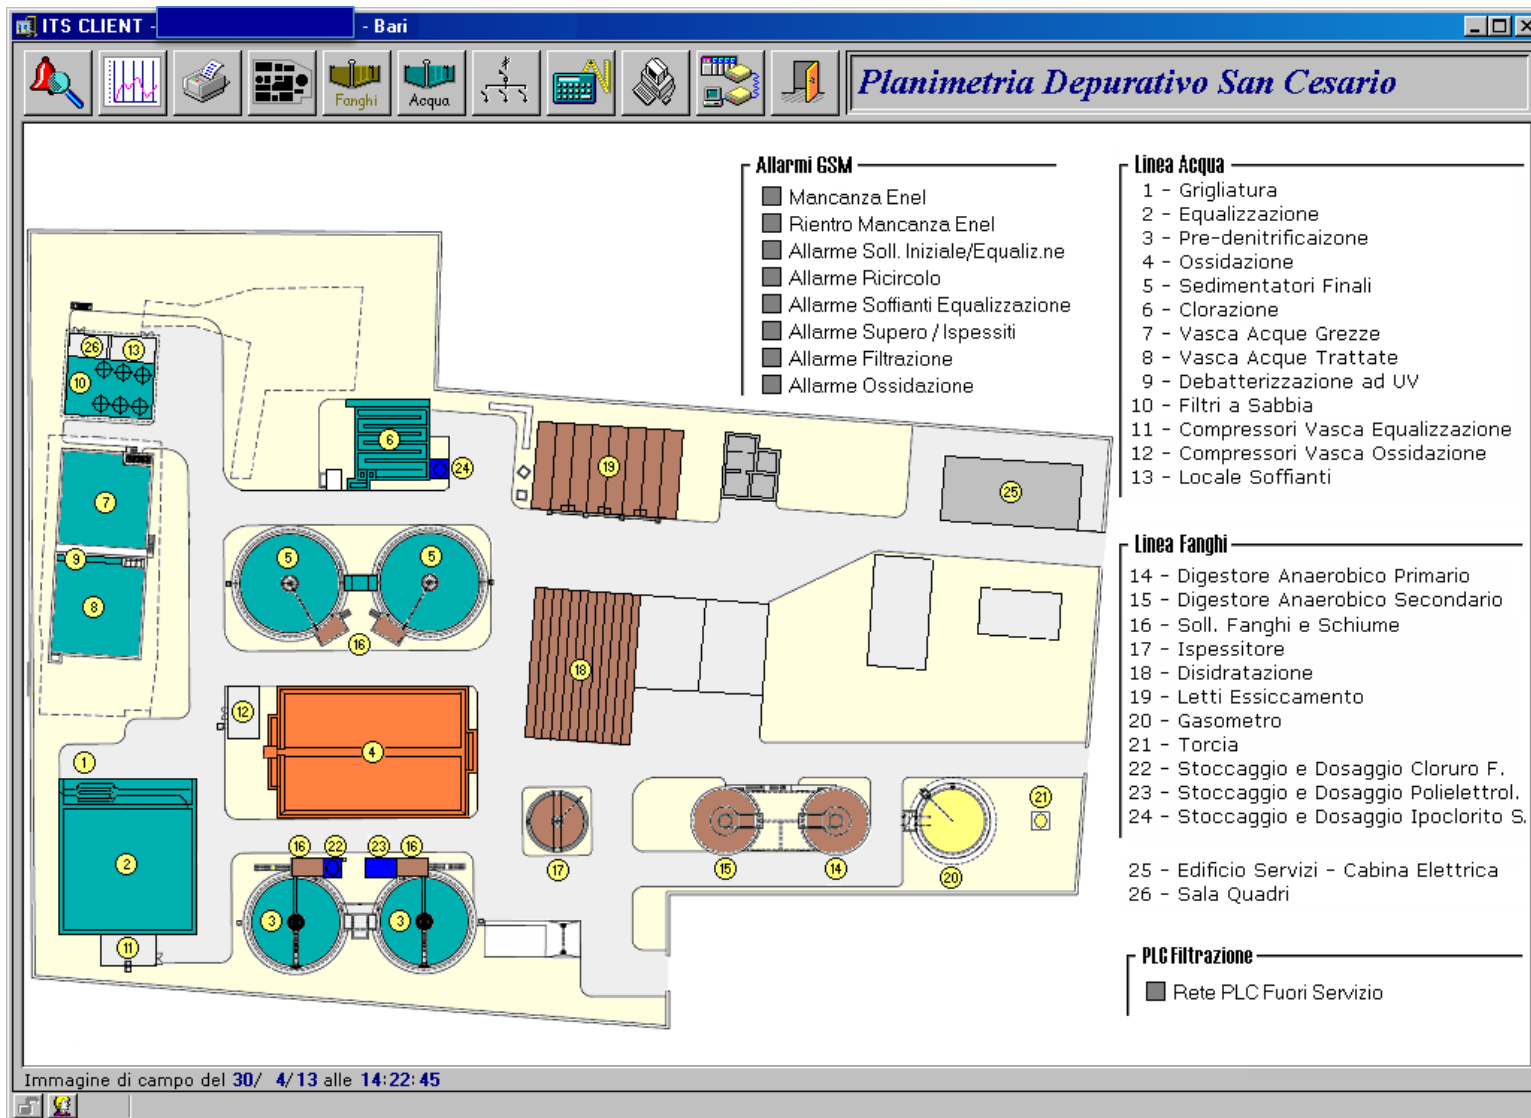 ITS CLIENT - - Bari
Fanghi
Acqua
Planimetria Depurativo San Cesario
Allarmi GSM
Mancanza Enel
Rientro Mancanza Enel
Allarme Soll. Iniziale/Equaliz.ne
Allarme Ricircolo
Allarme Soffianti Equalizzazione
Allarme Supero / Ispessiti
Allarme Filtrazione
Allarme Ossidazione
Linea Acqua
1 - Grigliatura
2 - Equalizzazione
3 - Pre-denitrificaizone
4 - Ossidazione
5 - Sedimentatori Finali
6 - Clorazione
7 - Vasca Acque Grezze
8 - Vasca Acque Trattate
9 - Debatterizzazione ad UV
10 - Filtri a Sabbia
11 - Compressori Vasca Equalizzazione
12 - Compressori Vasca Ossidazione
13 - Locale Soffianti
Linea Fanghi
14 - Digestore Anaerobico Primario
15 - Digestore Anaerobico Secondario
16 - Soll. Fanghi e Schiume
17 - Ispessitore
18 - Disidratazione
19 - Letti Essiccamento
20 - Gasometro
21 - Torcia
22 - Stoccaggio e Dosaggio Cloruro F.
23 - Stoccaggio e Dosaggio Polielettrol.
24 - Stoccaggio e Dosaggio Ipoclorito S.
25 - Edificio Servizi - Cabina Elettrica
26 - Sala Quadri
PLC Filtrazione
Rete PLC Fuori Servizio
26
13
10
6
24
19
25
7
5
5
9
8
16
18
12
4
1
21
16
22
23
16
2
17
15
14
20
3
3
11
Immagine di campo del 30/ 4/13 alle 14:22:45